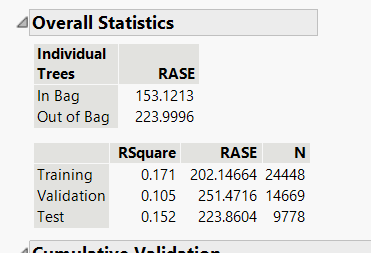 Overall Statistics
Individual
Trees RASE
In Bag 153.1213
Out of Bag 223.9996
RSquare RASE N
Training 0.171 202.14664 24448
Validation 0.105 251.4716 14669
Test 0.152 223.8604 9778
Cumulative Validation